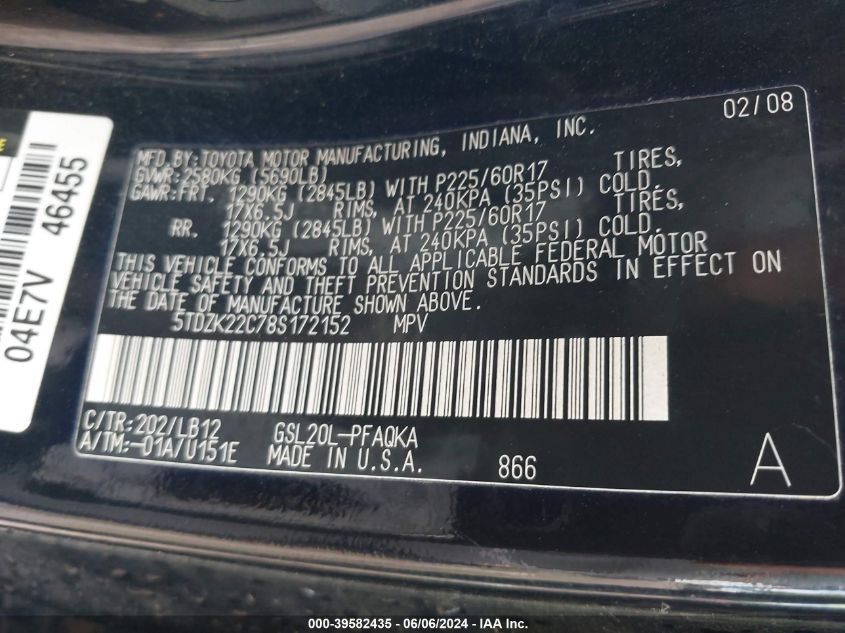 02/08
MFD.BY:TOYOTA MOTOR MANUFACTURING, INDIANA, INC.
GVWR:2580KG (5690LB)
GAWR:FRT. 1290KG (2845LB) WITH P225/60R17 TIRES,
17X6.5J RIMS, AT 240KPA (35PSI) COLD.
RR. 1290KG (2845LB) WITH P225/60R17 TIRES,
17X6.5J RIMS, AT 240KPA (35PSI) COLD.
THIS VEHICLE CONFORMS TO ALL APPLICABLE FEDERAL MOTOR
VEHICLE SAFETY AND THEFT PREVENTION STANDARDS IN EFFECT ON
THE DATE OF MANUFACTURE SHOWN ABOVE.
5TDZK22C78S172152 MPV
C/TR:202/LB12 GSL20L-PFAQKA
A/TM:-01A/U151E MADE IN U.S.A. 866 A
04E7V 46455
000-39582435 - 06/06/2024 - IAA Inc.